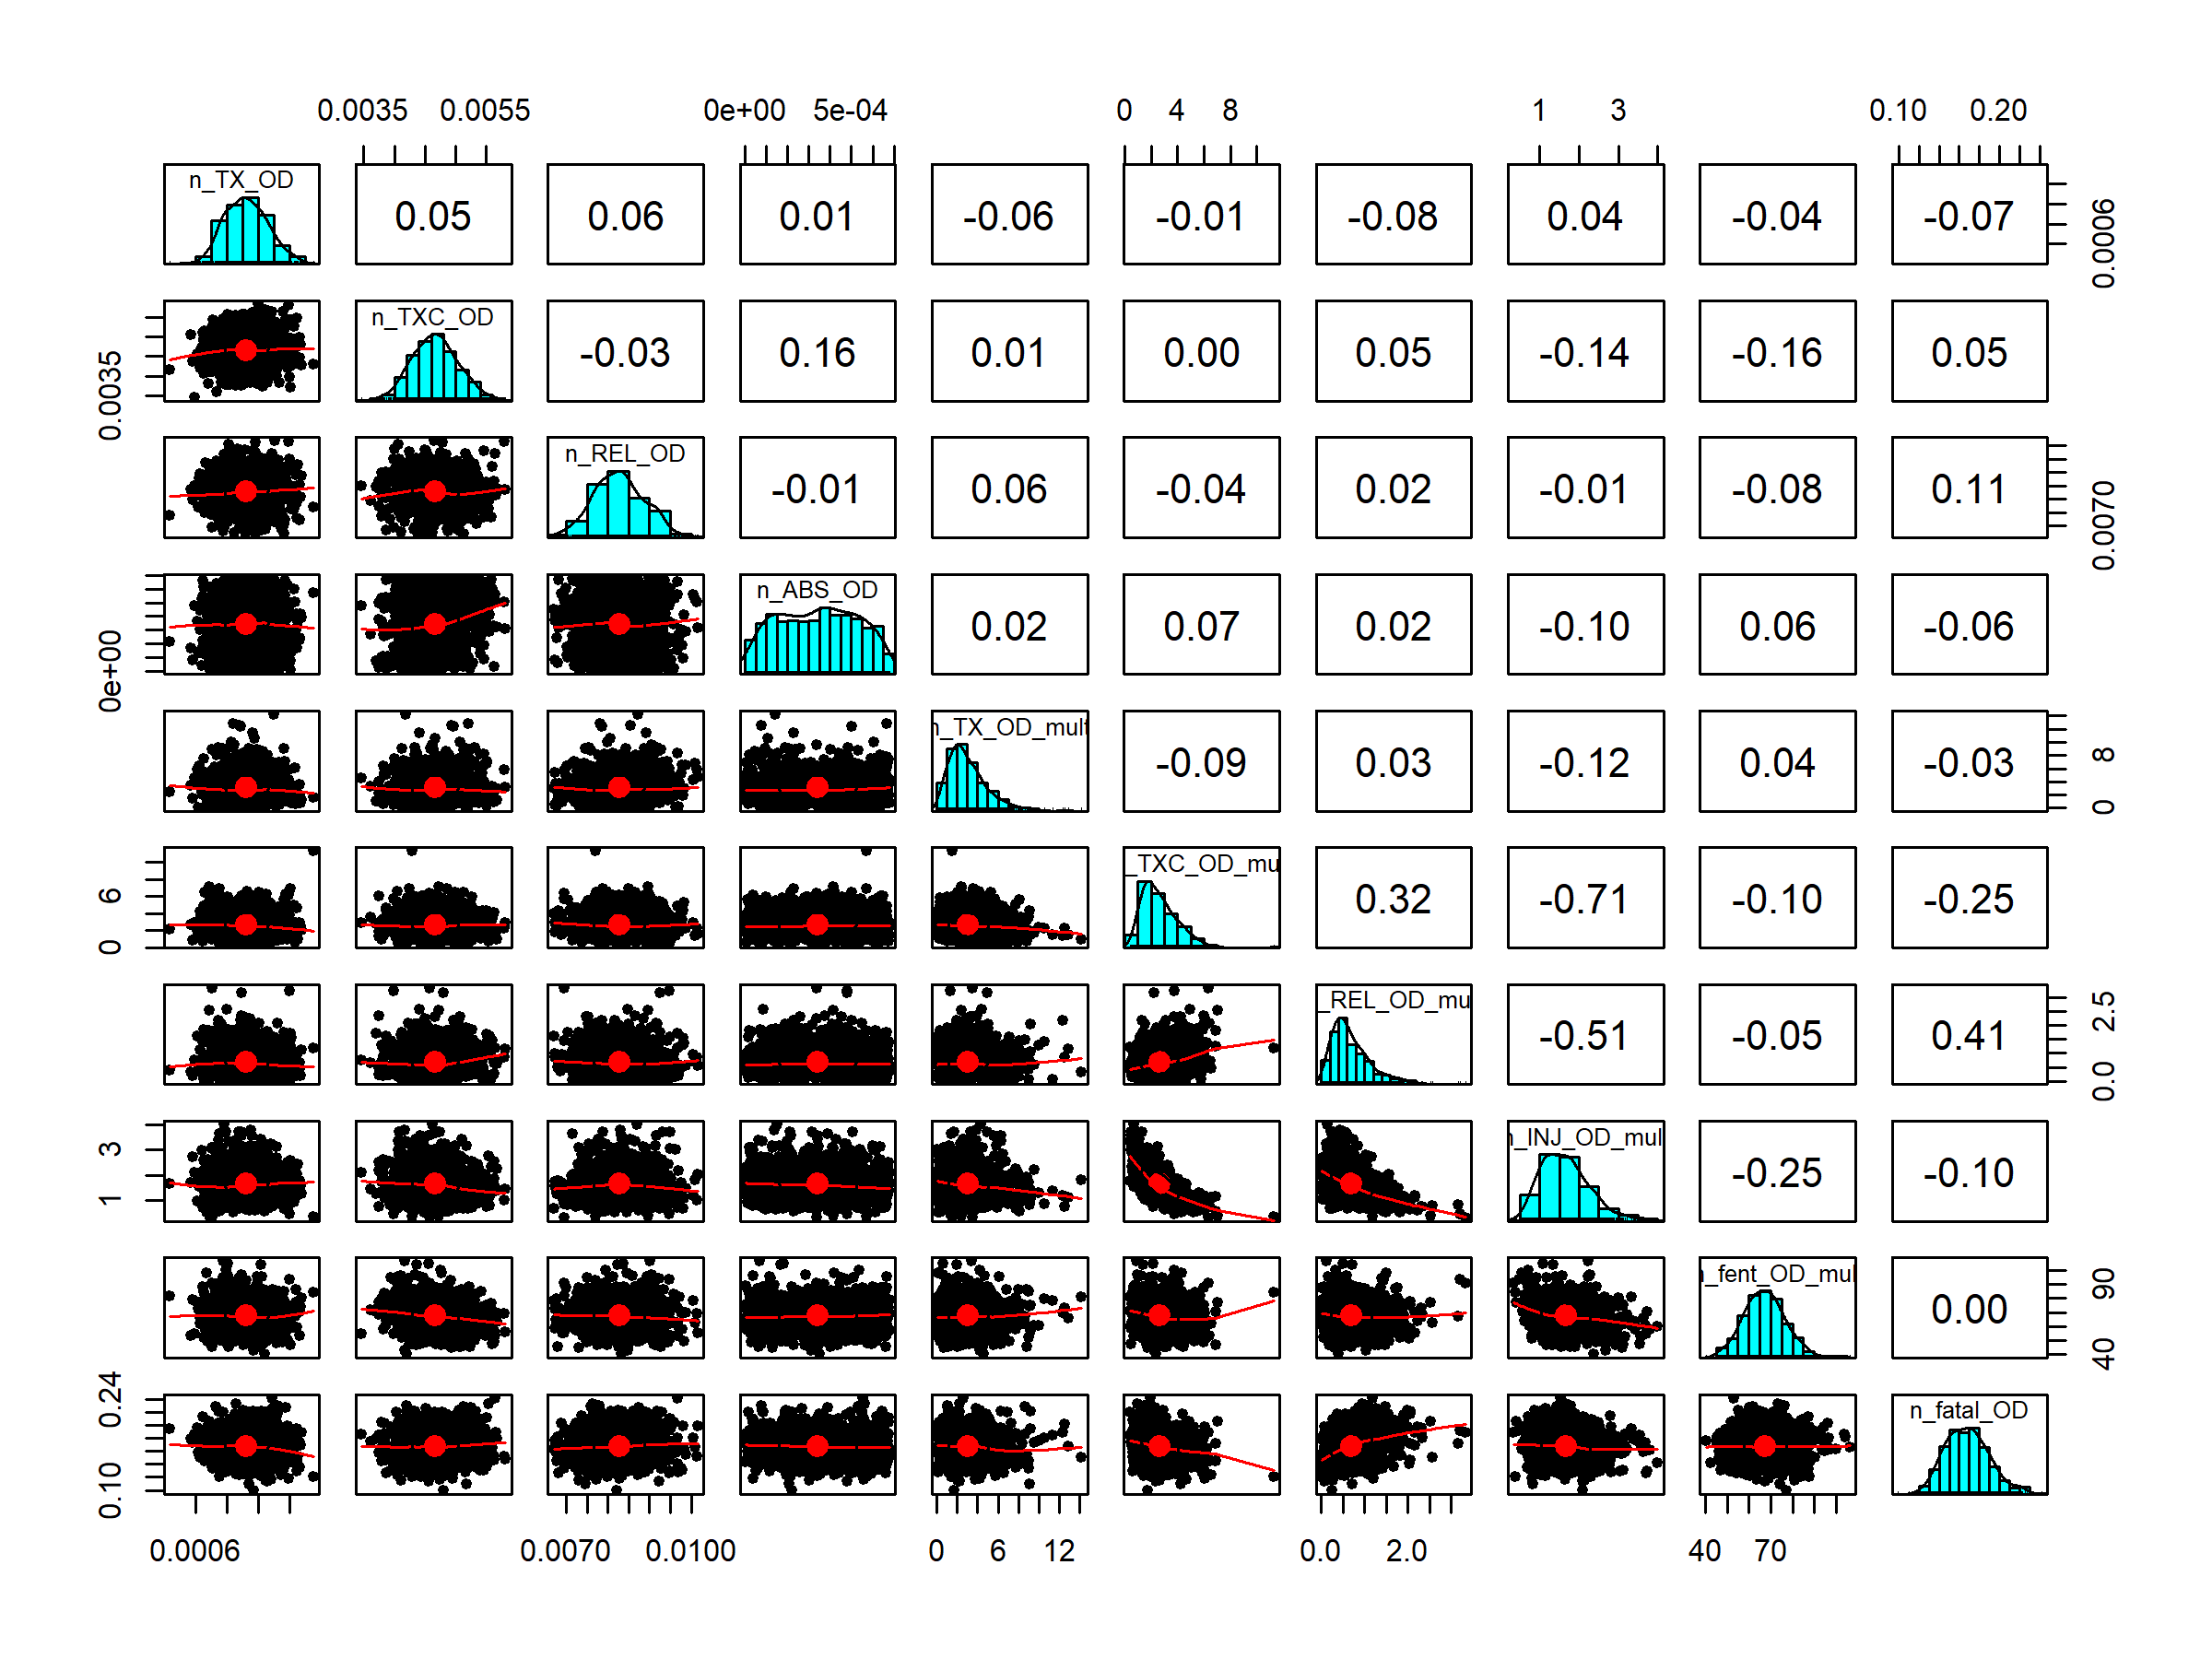 0.0035 0.0055 0e+00 5e-04 0 4 8 1 3 0.10 0.20
n_TX_OD 0.05 0.06 0.01 -0.06 -0.01 -0.08 0.04 -0.04 -0.07 0.0006
0.0035 n_TXC_OD -0.03 0.16 0.01 0.00 0.05 -0.14 -0.16 0.05
n_REL_OD -0.01 0.06 -0.04 0.02 -0.01 -0.08 0.11 0.0070
0e+00 n_ABS_OD 0.02 0.07 0.02 -0.10 0.06 -0.06
n_TX_OD_mult -0.09 0.03 -0.12 0.04 -0.03 0 8
0 6 _TXC_OD_mu 0.32 -0.71 -0.10 -0.25
_REL_OD_mu -0.51 -0.05 0.41 0.0 2.5
1 3 n_INJ_OD_mul -0.25 -0.10
n_fent_OD_mul 0.00 40 90
0.10 0.24 n_fatal_OD
0.0006 0.0070 0.0100 0 6 12 0.0 2.0 40 70